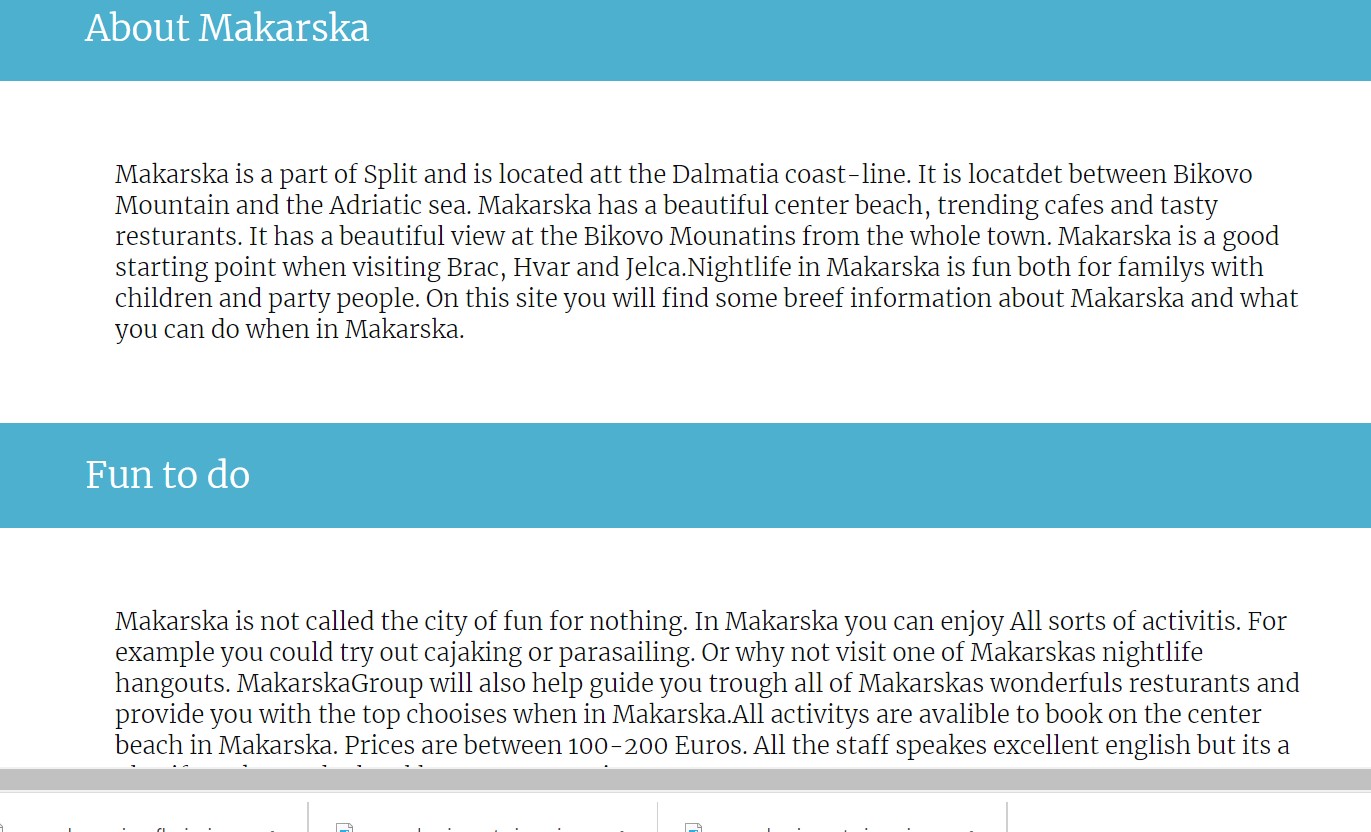 About Makarska
Makarska is a part of Split and is located att the Dalmatia coast-line. It is locatdet between Bikovo
Mountain and the Adriatic sea. Makarska has a beautiful center beach, trending cafes and tasty
resturants. It has a beautiful view at the Bikovo Mounatins from the whole town. Makarska is a good
starting point when visiting Brac, Hvar and Jelca.Nightlife in Makarska is fun both for familys with
children and party people. On this site you will find some breef information about Makarska and what
you can do when in Makarska.
Fun to do
Makarska is not called the city of fun for nothing. In Makarska you can enjoy All sorts of activitis. For
example you could try out cajaking or parasailing. Or why not visit one of Makarskas nightlife
hangouts. MakarskaGroup will also help guide you trough all of Makarskas wonderfuls resturants and
provide you with the top chooises when in Makarska.All activitys are avalible to book on the center
beach in Makarska. Prices are between 100-200 Euros. All the staff speakes excellent english but its a